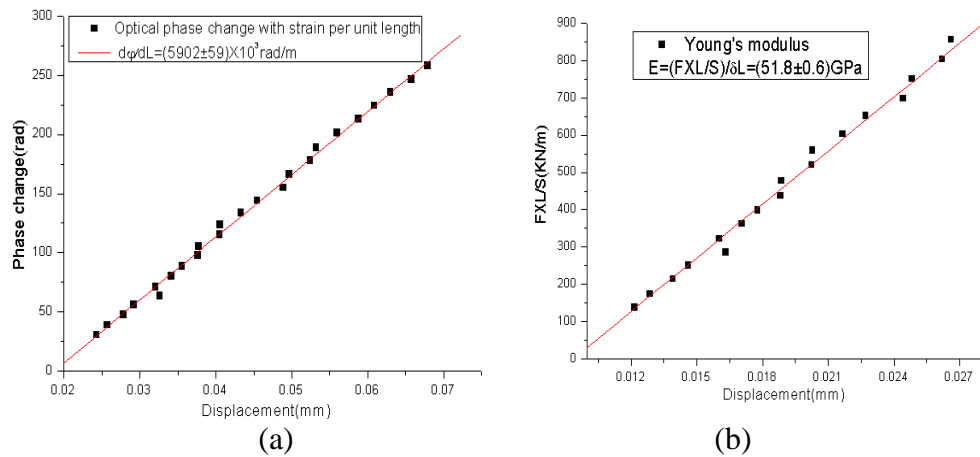 300
250
200
150
100
50
0
Phase change(rad)
Optical phase change with strain per unit length
dφ/dL=(5902±59)X10³rad/m
0.02 0.03 0.04 0.05 0.06 0.07
Displacement(mm)
(a)
900
800
700
600
500
400
300
200
100
0
FXL/S(KN/m)
Young's modulus
E=(FXL/S)/δL=(51.8±0.6)GPa
0.012 0.015 0.018 0.021 0.024 0.027
Displacement(mm)
(b)